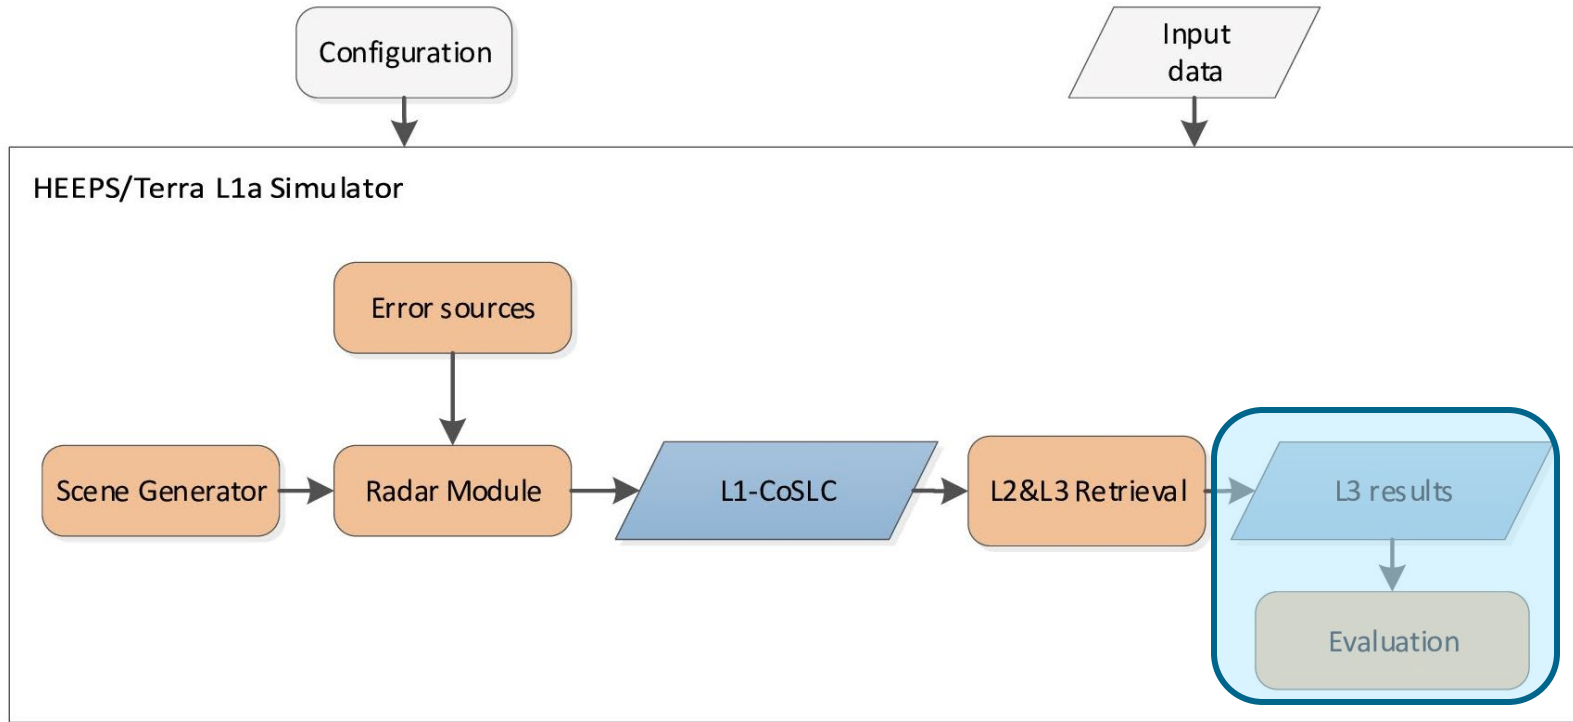 Configuration
Input
data
HEEPS/Terra L1a Simulator
Error sources
Scene Generator
Radar Module
L1-CoSLC
L2&L3 Retrieval
L3 results
Evaluation